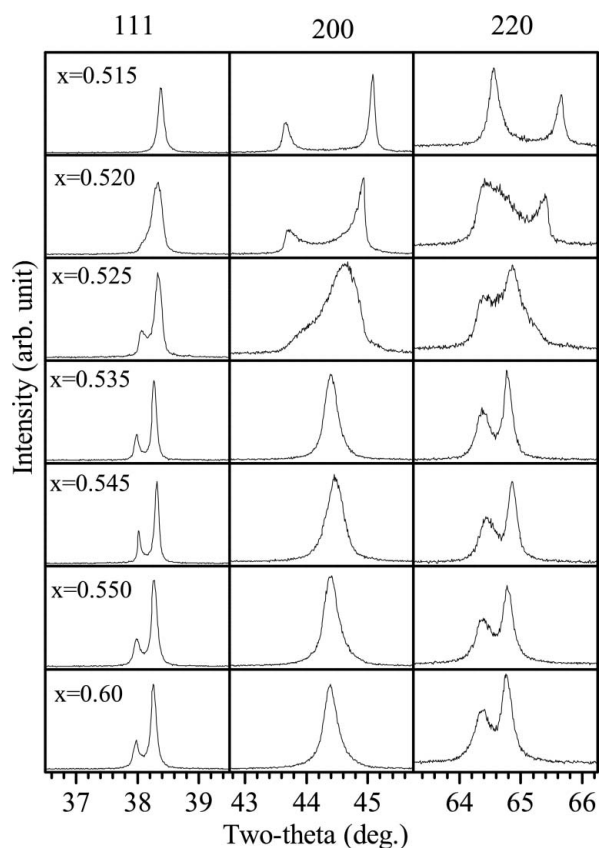 111 200 220
x=0.515
x=0.520
x=0.525
x=0.535
x=0.545
x=0.550
x=0.60
Intensity (arb. unit)
37 38 39 43 44 45 64 65 66
Two-theta (deg.)